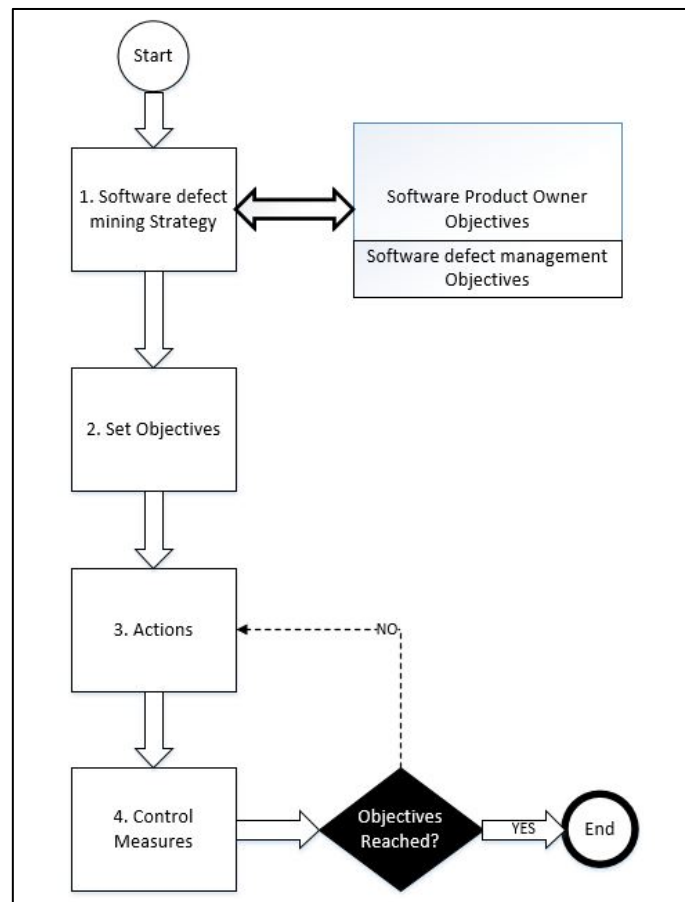 Start
1. Software defect
mining Strategy
Software Product Owner
Objectives
Software defect management
Objectives
2. Set Objectives
3. Actions
NO
4. Control
Measures
Objectives
Reached?
YES
End